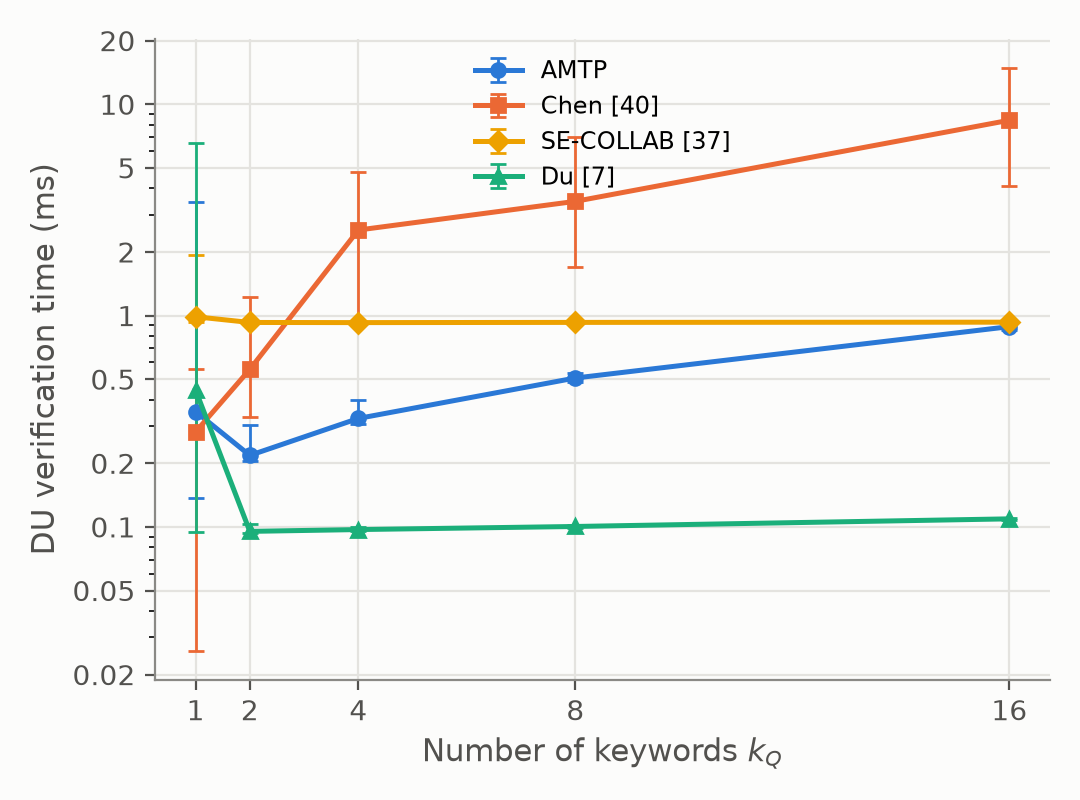 20
10
5
2
1
0.5
0.2
0.1
0.05
0.02
DU verification time (ms)
AMTP
Chen [40]
SE-COLLAB [37]
Du [7]
1 2 4 8 16
Number of keywords k_Q